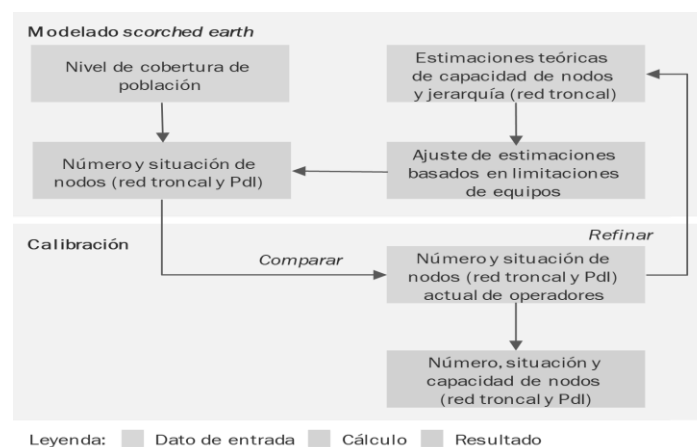 Modelado scorched earth
Nivel de cobertura de
población
Estimaciones teóricas
de capacidad de nodos
y jerarquía (red troncal)
Número y situación de
nodos (red troncal y PdI)
Ajuste de estimaciones
basados en limitaciones
de equipos
Calibración
Refinar
Comparar
Número y situación de
nodos (red troncal y PdI)
actual de operadores
Número, situación y
capacidad de nodos
(red troncal y PdI)
Leyenda: Dato de entrada Cálculo Resultado